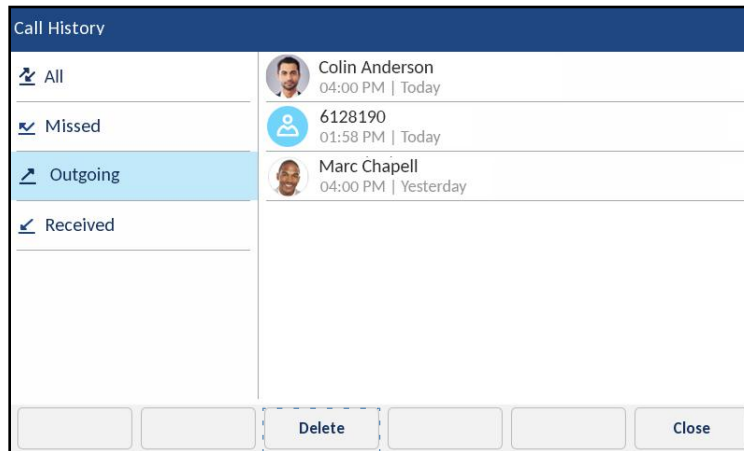 Call History
All
Missed
Outgoing
Received
Colin Anderson
04:00 PM | Today
6128190
01:58 PM | Today
Marc Chapell
04:00 PM | Yesterday
Delete
Close